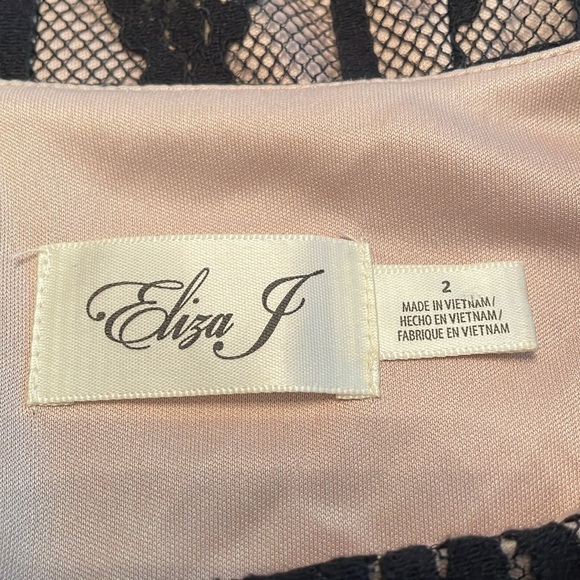 Eliza J
2
MADE IN VIETNAM/
HECHO EN VIETNAM/
FABRIQUE EN VIETNAM